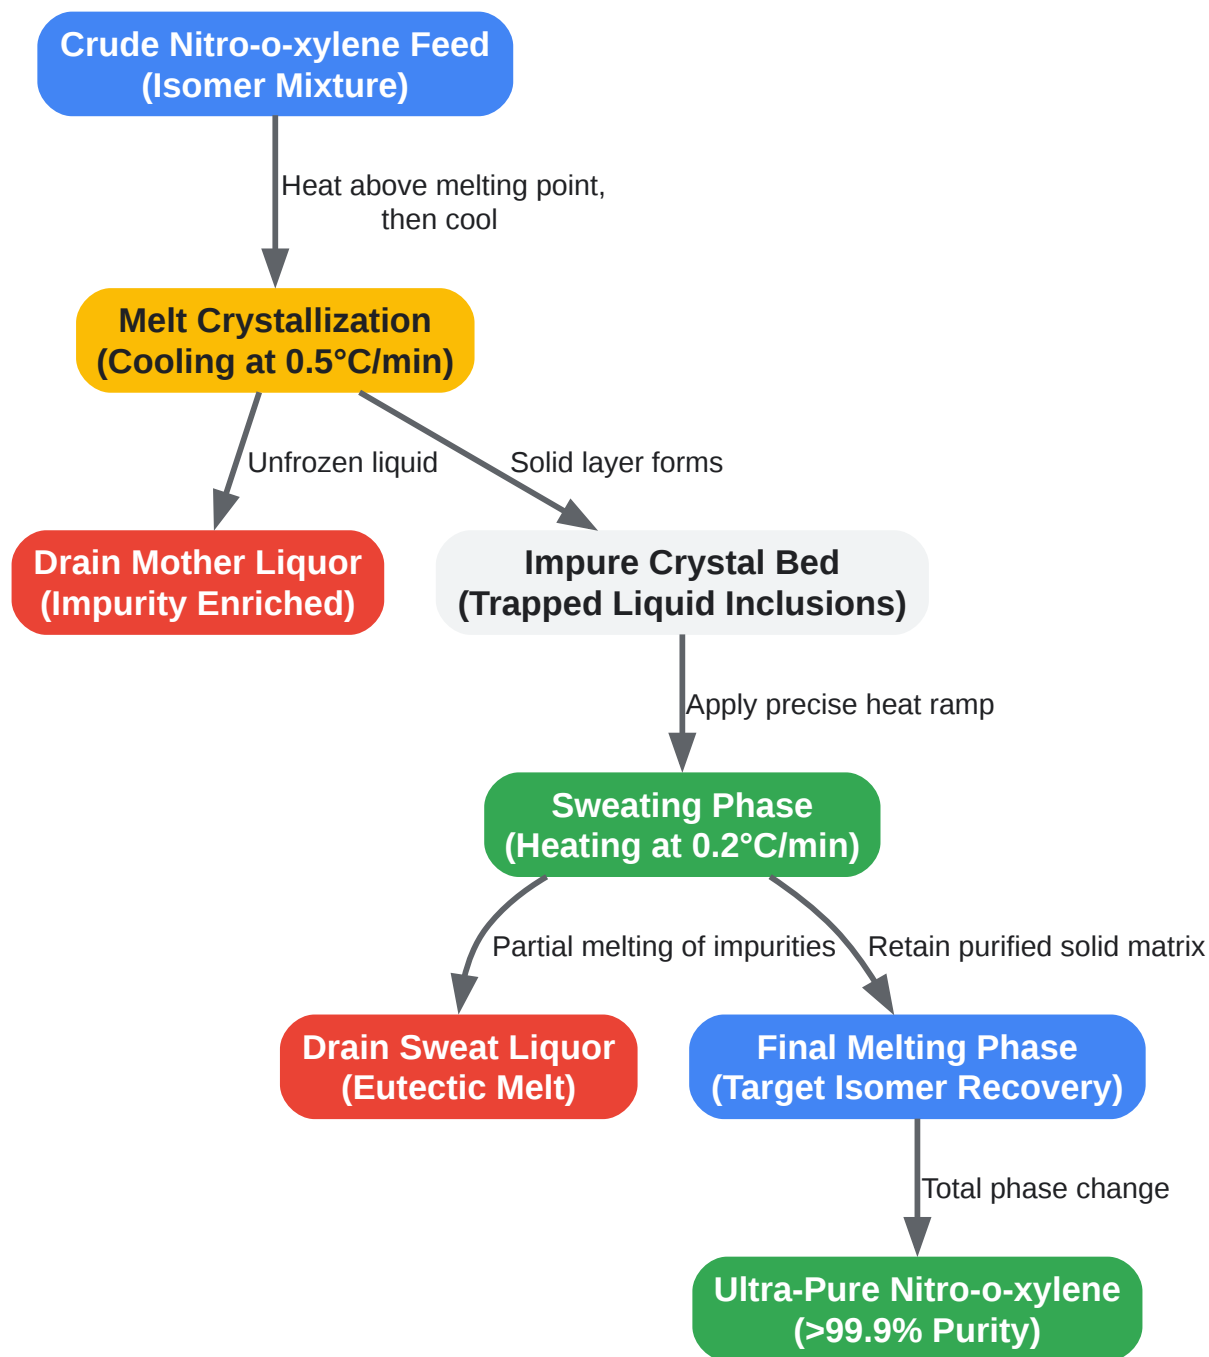 Crude Nitro-o-xylene Feed
(Isomer Mixture)
Heat above melting point,
then cool
Melt Crystallization
(Cooling at 0.5°C/min)
Unfrozen liquid
Solid layer forms
Drain Mother Liquor
(Impurity Enriched)
Impure Crystal Bed
(Trapped Liquid Inclusions)
Apply precise heat ramp
Sweating Phase
(Heating at 0.2°C/min)
Partial melting of impurities
Retain purified solid matrix
Drain Sweat Liquor
(Eutectic Melt)
Final Melting Phase
(Target Isomer Recovery)
Total phase change
Ultra-Pure Nitro-o-xylene
(>99.9% Purity)